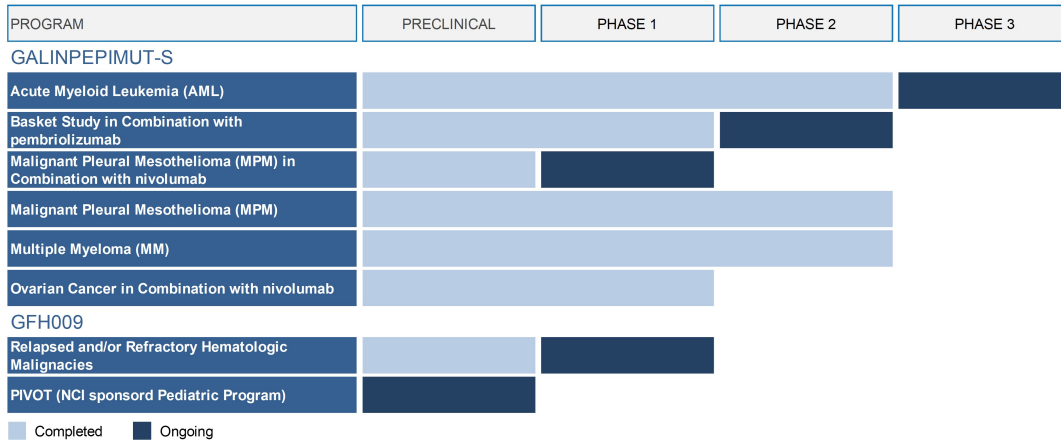 PROGRAM PRECLINICAL PHASE 1 PHASE 2 PHASE 3
GALINPEPIMUT-S
Acute Myeloid Leukemia (AML)
Basket Study in Combination with
pembriolizumab
Malignant Pleural Mesothelioma (MPM) in
Combination with nivolumab
Malignant Pleural Mesothelioma (MPM)
Multiple Myeloma (MM)
Ovarian Cancer in Combination with nivolumab
GFH009
Relapsed and/or Refractory Hematologic
Malignancies
PIVOT (NCI sponsord Pediatric Program)
Completed Ongoing